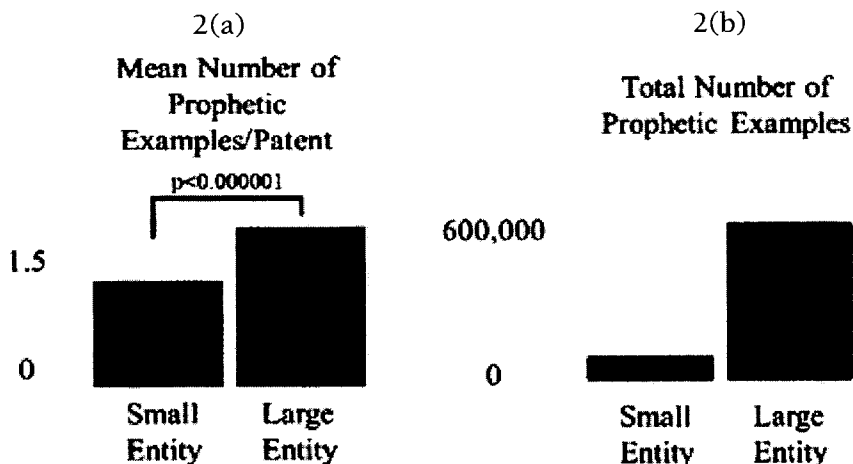 2(a)
Mean Number of
Prophetic
Examples/Patent
p<0.000001
1.5
0
Small
Entity
Large
Entity
2(b)
Total Number of
Prophetic Examples
600,000
0
Small
Entity
Large
Entity